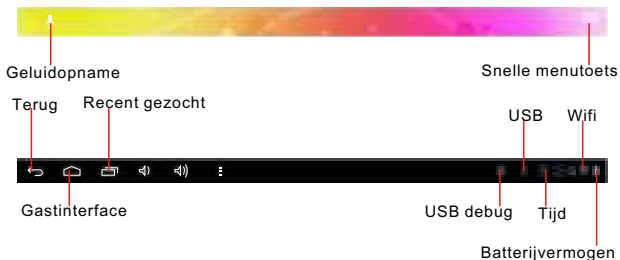 Geluidopname
Snelle menutoets
Terug
Recent gezocht
USB
Wifi
Gastinterface
USB debug
Tijd
Batterijvermogen